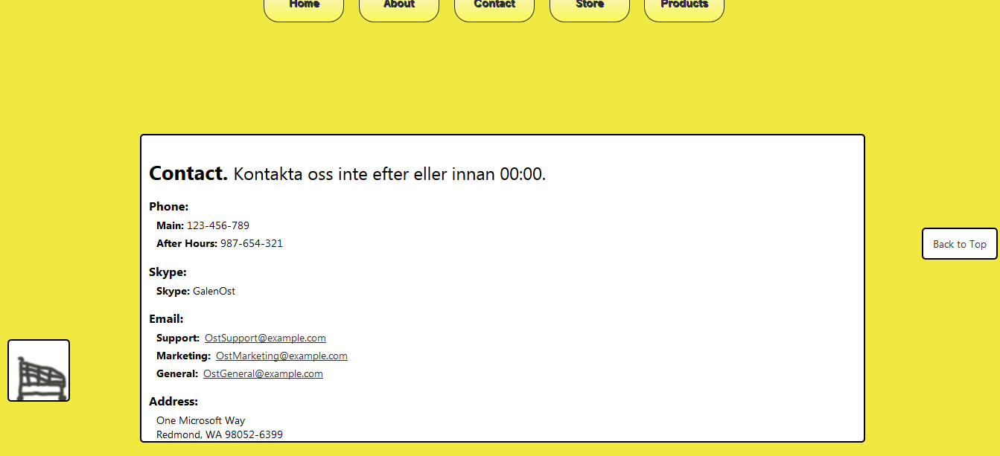 Home About Contact Store Products
Contact. Kontakta oss inte efter eller innan 00:00.
Phone:
Main: 123-456-789
After Hours: 987-654-321
Back to Top
Skype:
Skype: GalenOst
Email:
Support: OstSupport@example.com
Marketing: OstMarketing@example.com
General: OstGeneral@example.com
Address:
One Microsoft Way
Redmond, WA 98052-6399